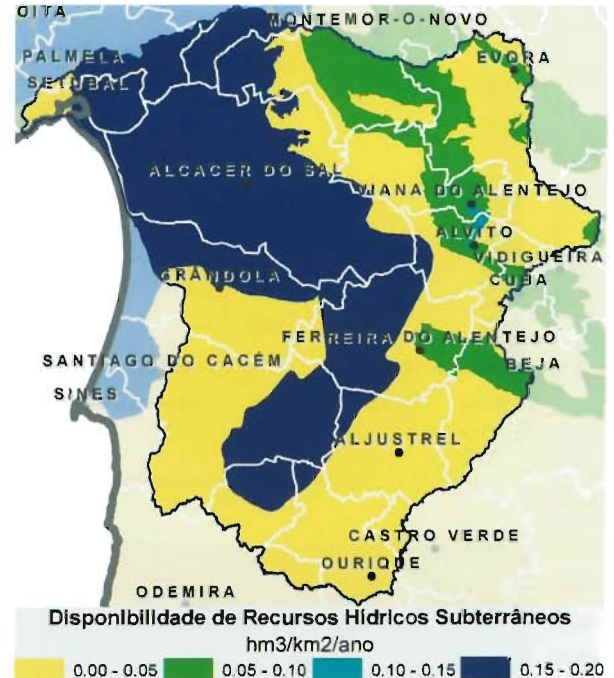 OITA
MONTEMOR-O-NOVO
PALMELA
EVORA
SETUBAL
ALCACER DO SAL
VIANA DO ALENTEJO
ALVITO
VIDIGUEIRA
GRÂNDOLA
CUBA
FERREIRA DO ALENTEJO
SANTIAGO DO CACÉM
BEJA
SINES
ALJUSTREL
CASTRO VERDE
OURIQUE
ODEMIRA
Disponibilidade de Recursos Hídricos Subterrâneos
hm3/km2/ano
0.00 - 0.05 0.05 - 0.10 0.10 - 0.15 0.15 - 0.20